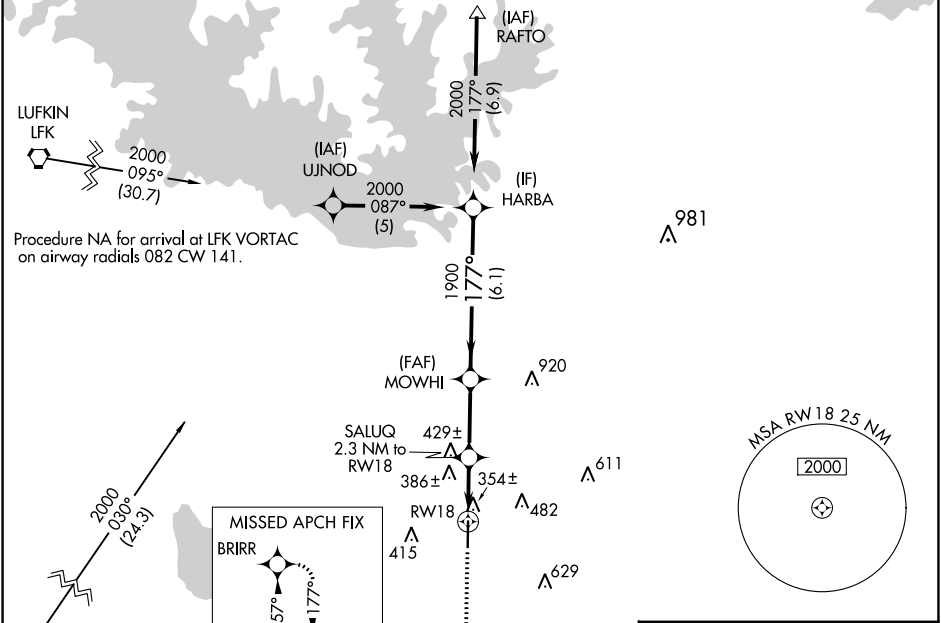 (IAF)
RAFTO
2000
177°
(6.9)
LUFKIN
LFK
2000
095°
(30.7)
(IAF)
UJNOD
2000
087°
(5)
(IF)
HARBA
981
Procedure NA for arrival at LFK VORTAC
on airway radials 082 CW 141.
1900
177°
(6.1)
(FAF)
MOWHI
920
SALUQ
2.3 NM to
RW18
429±
386±
354±
611
482
RW18
415
629
MSA RW18 25 NM
2000
2000
030°
(24.3)
MISSED APCH FIX
BRIRR
57°
177°